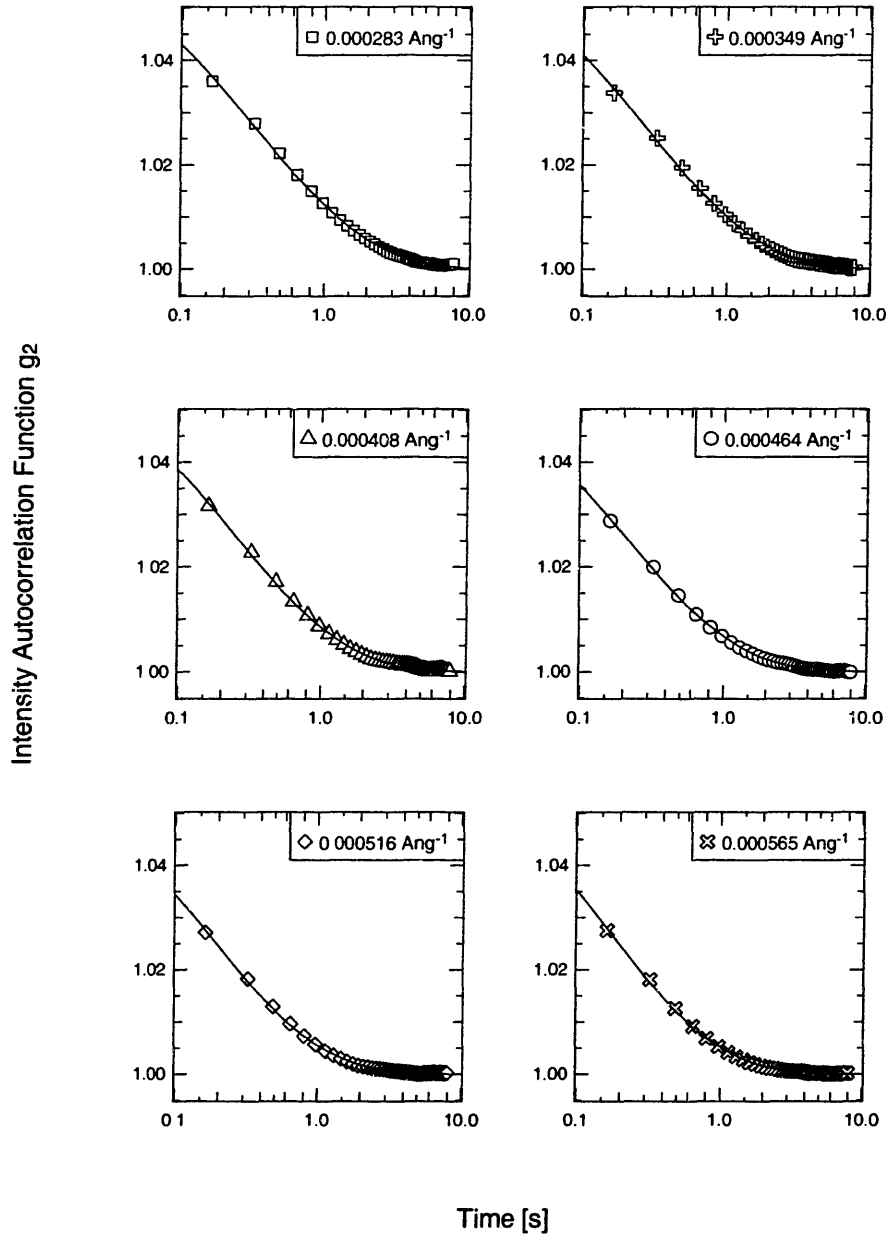 Intensity Autocorrelation Function g2
0.000283 Ang-1
1.04
1.02
1.00
0.1 1.0 10.0
0.000349 Ang-1
1.04
1.02
1.00
0.1 1.0 10.0
0.000408 Ang-1
1 04
1.02
1.00
0.1 1.0 10.0
0.000464 Ang-1
1.04
1.02
1.00
0.1 1.0 10.0
0 000516 Ang-1
1.04
1.02
1.00
0 1 1.0 10.0
0.000565 Ang-1
1.04
1.02
1.00
0.1 1.0 10.0
Time [s]